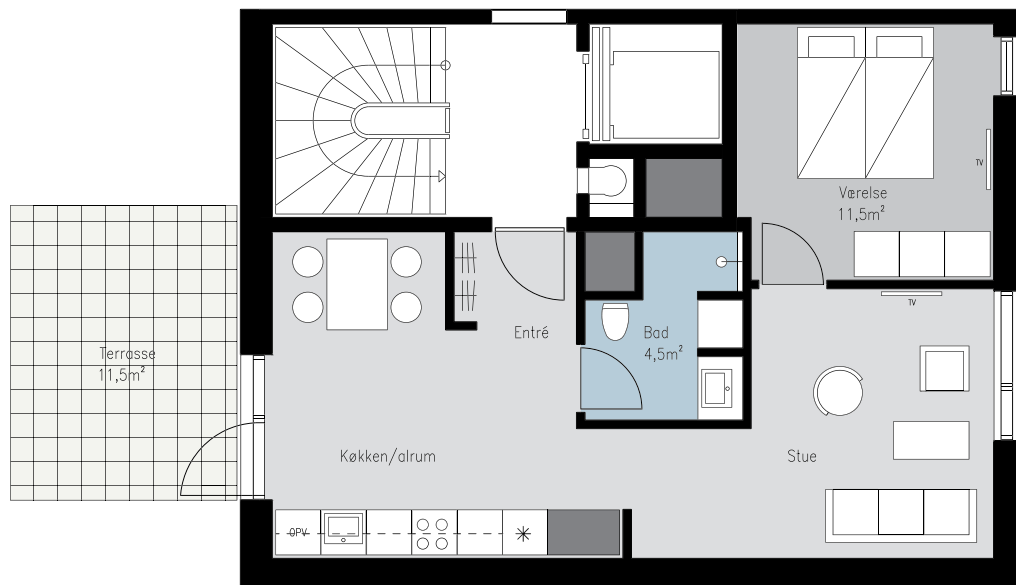 TV
Værelse
11,5m²
TV
Entré
Bad
4,5m²
Terrasse
11,5m²
Køkken/alrum
Stue
OPV